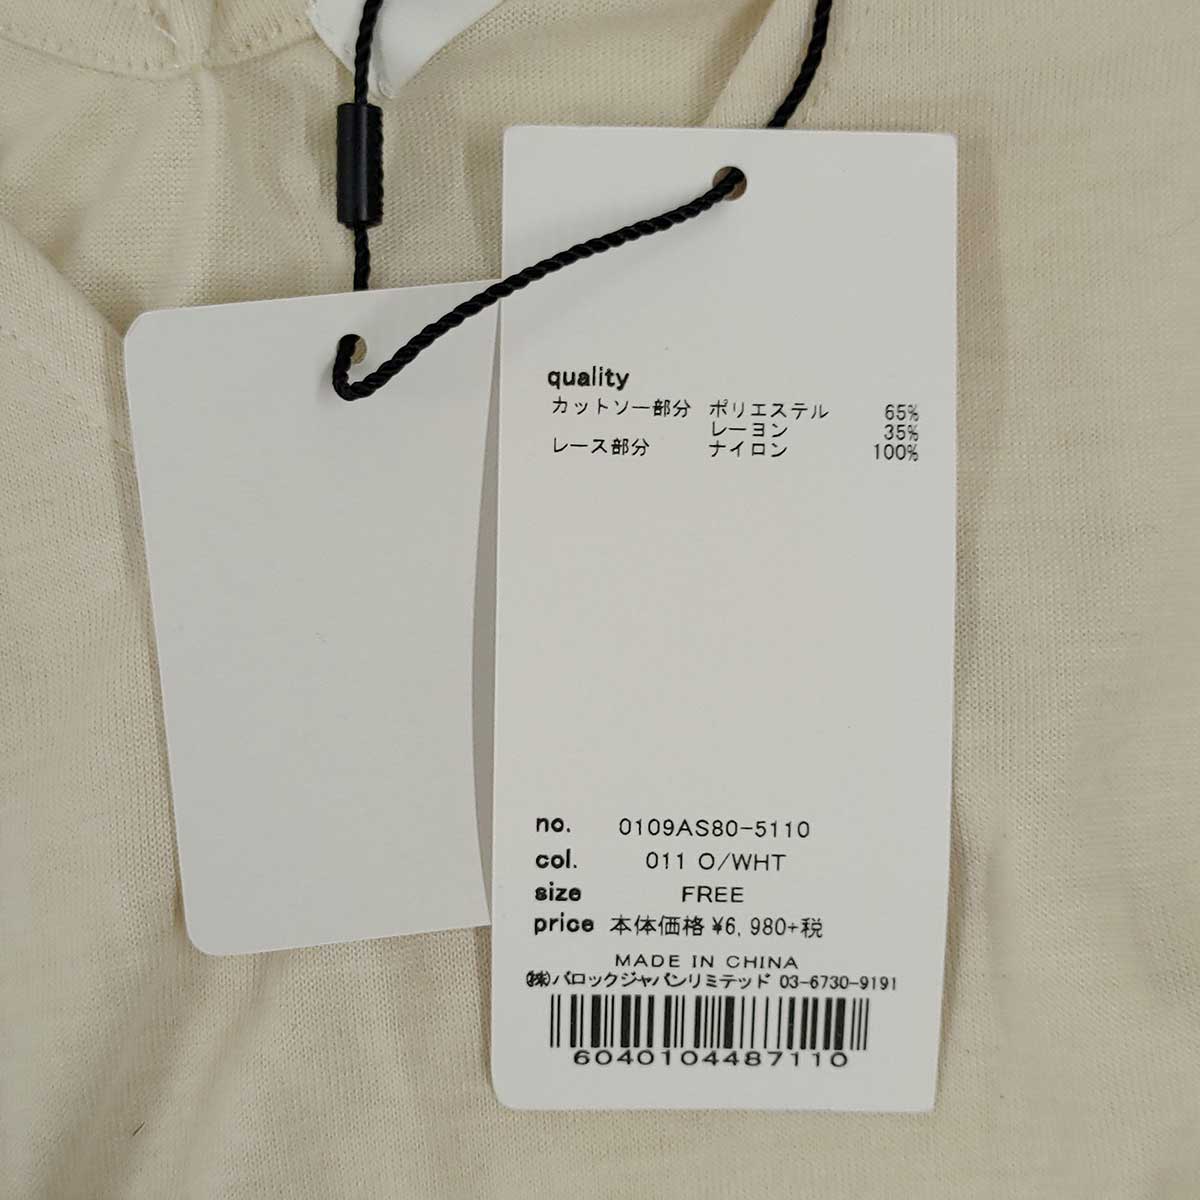 quality
カットソー部分 ポリエステル 65%
レーヨン 35%
レース部分 ナイロン 100%
no. 0109AS80-5110
col. 011 O/WHT
size FREE
price 本体価格 ¥6,980+税
MADE IN CHINA
㈱バロックジャパンリミテッド 03-6730-9191
6040104487110